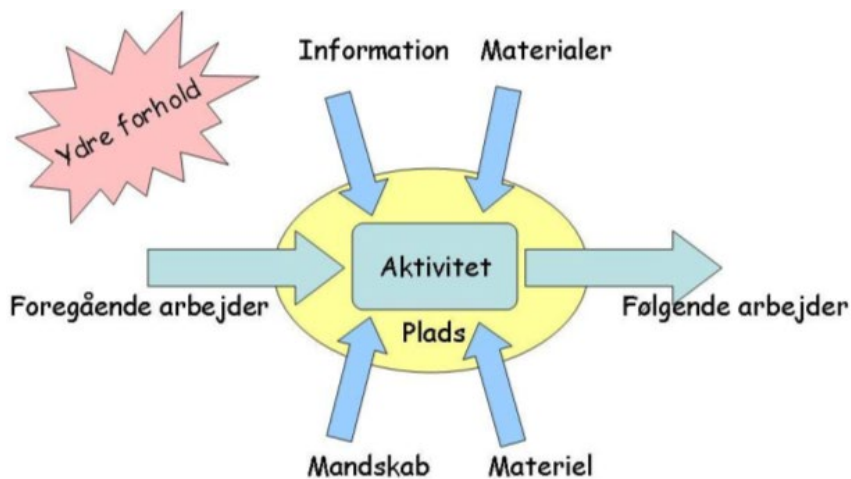 Information Materialer
Ydre forhold
Aktivitet
Foregående arbejder
Følgende arbejder
Plads
Mandskab Materiel